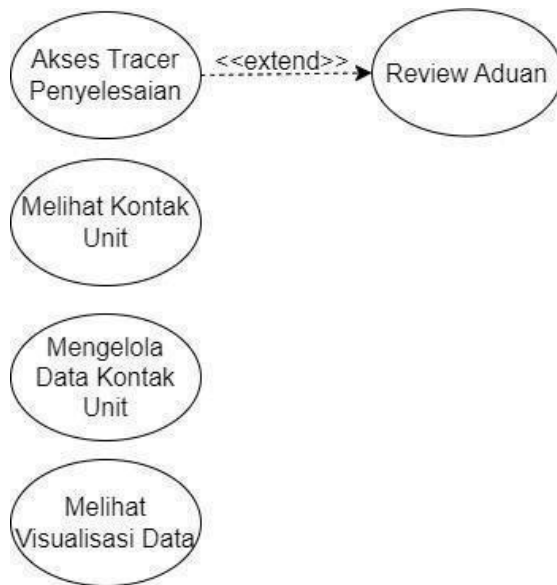 Akses Tracer
Penyelesaian
<<extend>>
Review Aduan
Melihat Kontak
Unit
Mengelola
Data Kontak
Unit
Melihat
Visualisasi Data